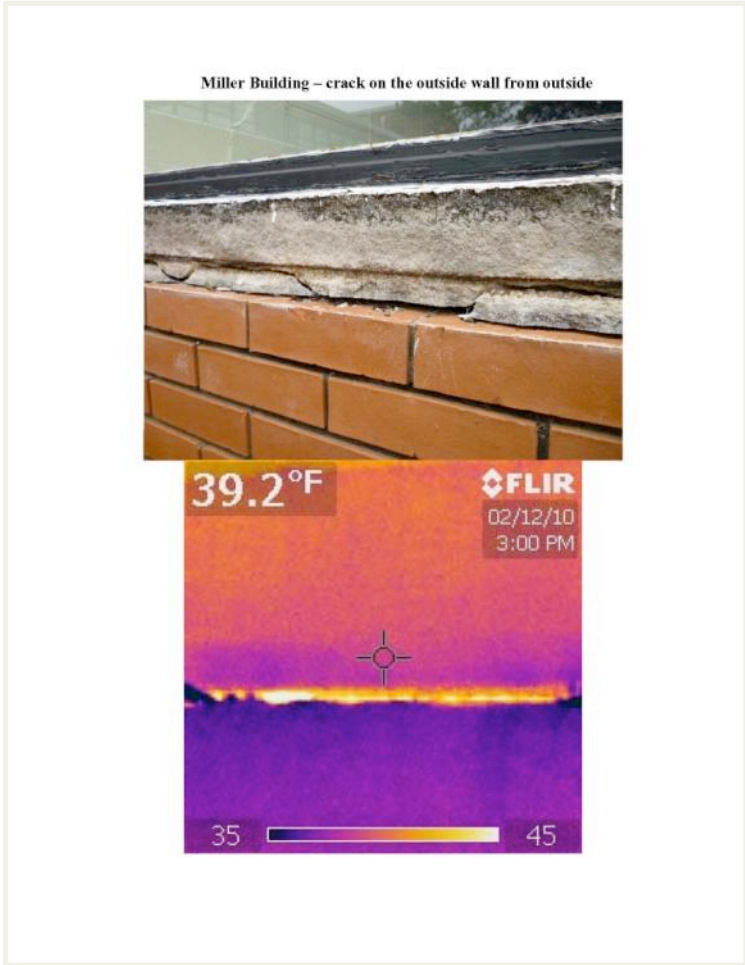 Miller Building – crack on the outside wall from outside
39.2°F
FLIR
02/12/10
3:00 PM
35
45